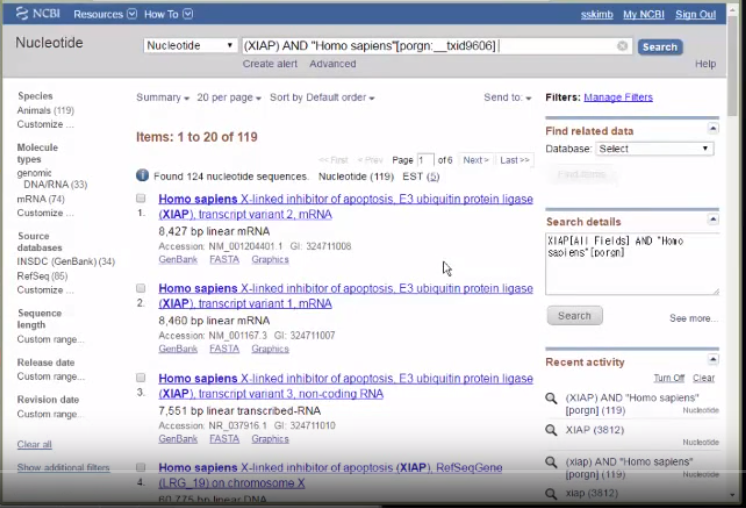 NCBI Resources How To sskimb My NCBI Sign Out
Nucleotide Nucleotide (XIAP) AND "Homo sapiens"[porgn:__txid9606] Search
Create alert Advanced Help
Species
Animals (119)
Customize ...
Molecule
types
genomic
DNA/RNA (33)
mRNA (74)
Customize ...
Source
databases
INSDC (GenBank) (34)
RefSeq (85)
Customize ...
Sequence
length
Custom range...
Release date
Custom range...
Revision date
Custom range...
Clear all
Show additional filters
Summary 20 per page Sort by Default order Send to:
Items: 1 to 20 of 119
<< First < Prev Page 1 of 6 Next > Last >>
Found 124 nucleotide sequences. Nucleotide (119) EST (5)
Homo sapiens X-linked inhibitor of apoptosis, E3 ubiquitin protein ligase
1. (XIAP), transcript variant 2, mRNA
8,427 bp linear mRNA
Accession: NM_001204401.1 GI: 324711008
GenBank FASTA Graphics
Homo sapiens X-linked inhibitor of apoptosis, E3 ubiquitin protein ligase
2. (XIAP), transcript variant 1, mRNA
8,460 bp linear mRNA
Accession: NM_001167.3 GI: 324711007
GenBank FASTA Graphics
Homo sapiens X-linked inhibitor of apoptosis, E3 ubiquitin protein ligase
3. (XIAP), transcript variant 3, non-coding RNA
7,551 bp linear transcribed-RNA
Accession: NR_037916.1 GI: 324711010
GenBank FASTA Graphics
Homo sapiens X-linked inhibitor of apoptosis (XIAP), RefSeqGene
4. (LRG_19) on chromosome X
60,775 bp linear DNA
Filters: Manage Filters
Find related data
Database: Select
Find items
Search details
XIAP[All Fields] AND "Homo
sapiens"[porgn]
Search See more...
Recent activity
Turn Off Clear
(XIAP) AND "Homo sapiens"
[porgn] (119) Nucleotide
XIAP (3812)
Nucleotide
(xiap) AND "Homo sapiens"
[porgn] (119) Nucleotide
xiap (3812)